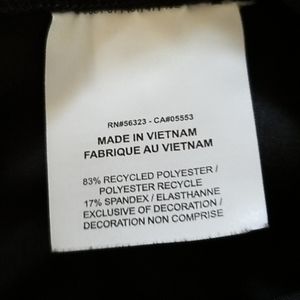 RN#56323 - CA#05553
MADE IN VIETNAM
FABRIQUE AU VIETNAM
83% RECYCLED POLYESTER /
POLYESTER RECYCLE
17% SPANDEX / ELASTHANNE
EXCLUSIVE OF DECORATION /
DECORATION NON COMPRISE